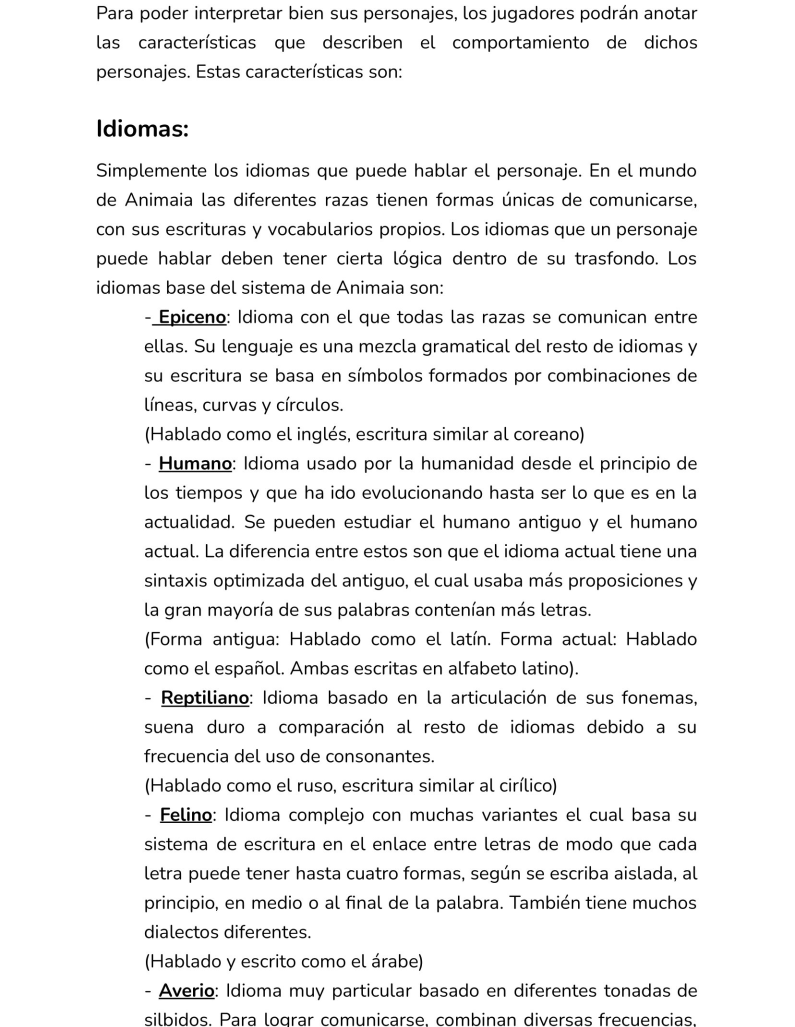 Para poder interpretar bien sus personajes, los jugadores podrán anotar
las características que describen el comportamiento de dichos
personajes. Estas características son:
Idiomas:
Simplemente los idiomas que puede hablar el personaje. En el mundo
de Animaia las diferentes razas tienen formas únicas de comunicarse,
con sus escrituras y vocabularios propios. Los idiomas que un personaje
puede hablar deben tener cierta lógica dentro de su trasfondo. Los
idiomas base del sistema de Animaia son:
- Epiceno: Idioma con el que todas las razas se comunican entre
ellas. Su lenguaje es una mezcla gramatical del resto de idiomas y
su escritura se basa en símbolos formados por combinaciones de
líneas, curvas y círculos.
(Hablado como el inglés, escritura similar al coreano)
- Humano: Idioma usado por la humanidad desde el principio de
los tiempos y que ha ido evolucionando hasta ser lo que es en la
actualidad. Se pueden estudiar el humano antiguo y el humano
actual. La diferencia entre estos son que el idioma actual tiene una
sintaxis optimizada del antiguo, el cual usaba más proposiciones y
la gran mayoría de sus palabras contenían más letras.
(Forma antigua: Hablado como el latín. Forma actual: Hablado
como el español. Ambas escritas en alfabeto latino).
- Reptiliano: Idioma basado en la articulación de sus fonemas,
suena duro a comparación al resto de idiomas debido a su
frecuencia del uso de consonantes.
(Hablado como el ruso, escritura similar al cirílico)
- Felino: Idioma complejo con muchas variantes el cual basa su
sistema de escritura en el enlace entre letras de modo que cada
letra puede tener hasta cuatro formas, según se escriba aislada, al
principio, en medio o al final de la palabra. También tiene muchos
dialectos diferentes.
(Hablado y escrito como el árabe)
- Averio: Idioma muy particular basado en diferentes tonadas de
silbidos. Para lograr comunicarse, combinan diversas frecuencias,